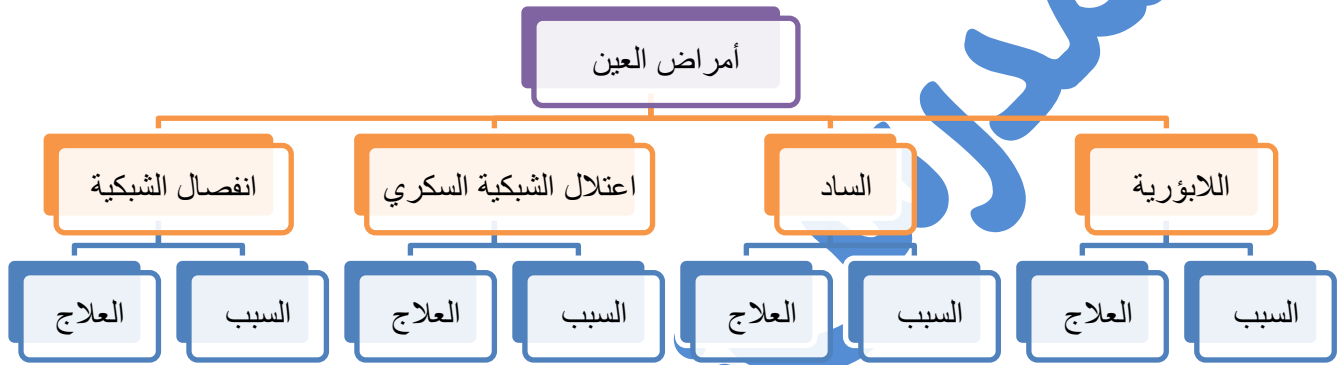 أمراض العين
اللابؤرية
الساد
اعتلال الشبكية السكري
انفصال الشبكية
السبب
العلاج
السبب
العلاج
السبب
العلاج
السبب
العلاج